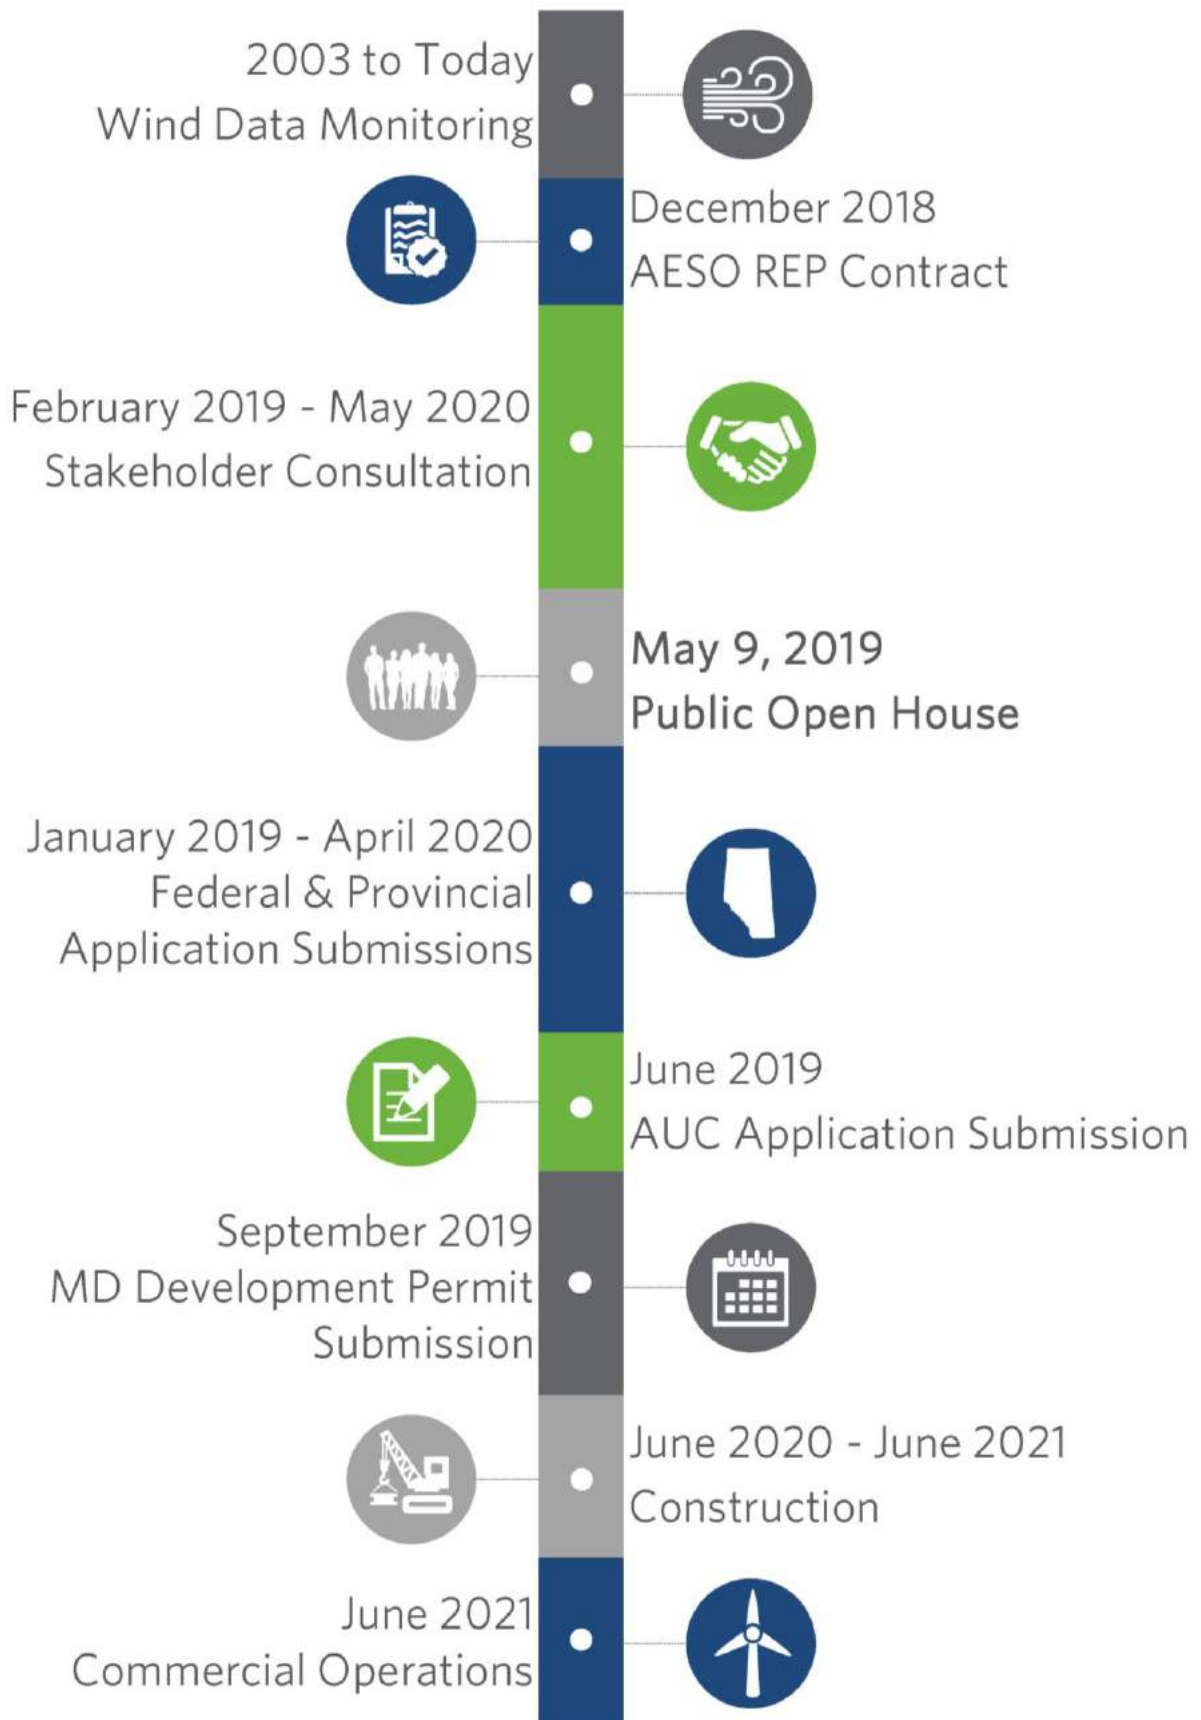 2003 to Today
Wind Data Monitoring
December 2018
AESO REP Contract
February 2019 - May 2020
Stakeholder Consultation
May 9, 2019
Public Open House
January 2019 - April 2020
Federal & Provincial
Application Submissions
June 2019
AUC Application Submission
September 2019
MD Development Permit
Submission
June 2020 - June 2021
Construction
June 2021
Commercial Operations